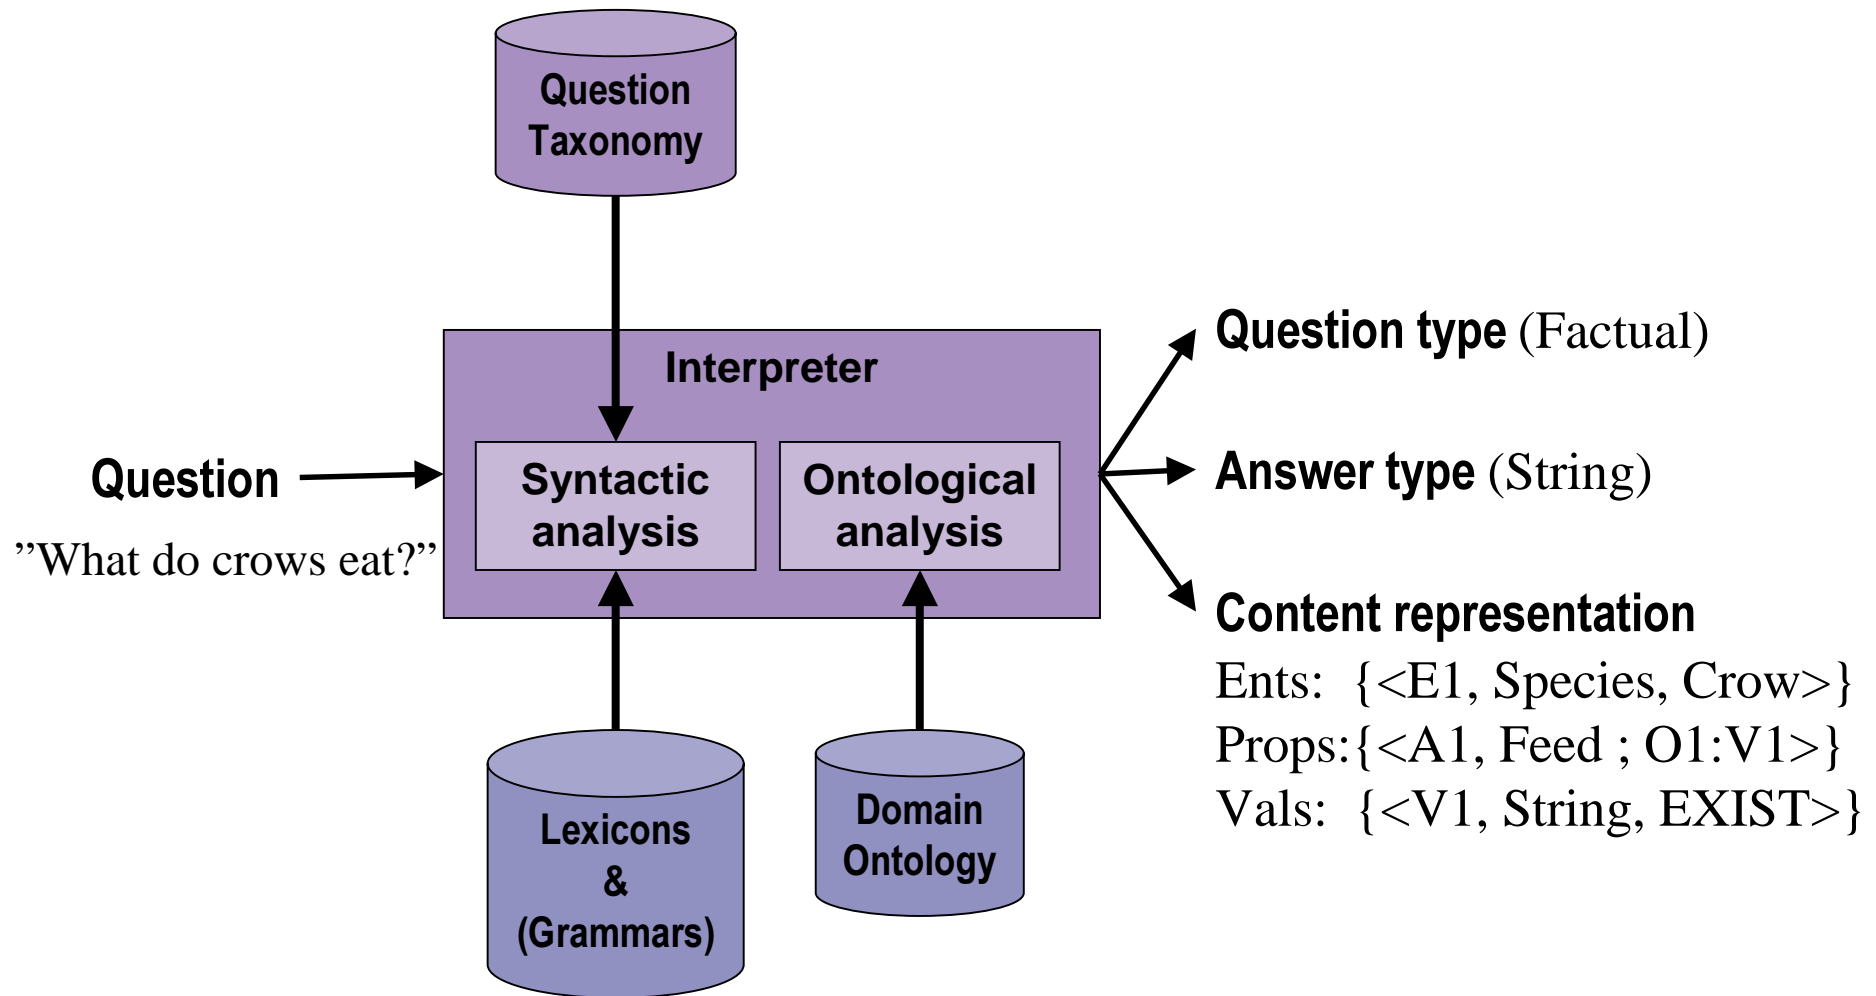 Question
Taxonomy
Interpreter
Syntactic
analysis
Ontological
analysis
Question
”What do crows eat?”
Lexicons
&
(Grammars)
Domain
Ontology
Question type (Factual)
Answer type (String)
Content representation
Ents: {<E1, Species, Crow>}
Props:{<A1, Feed ; O1:V1>}
Vals: {<V1, String, EXIST>}